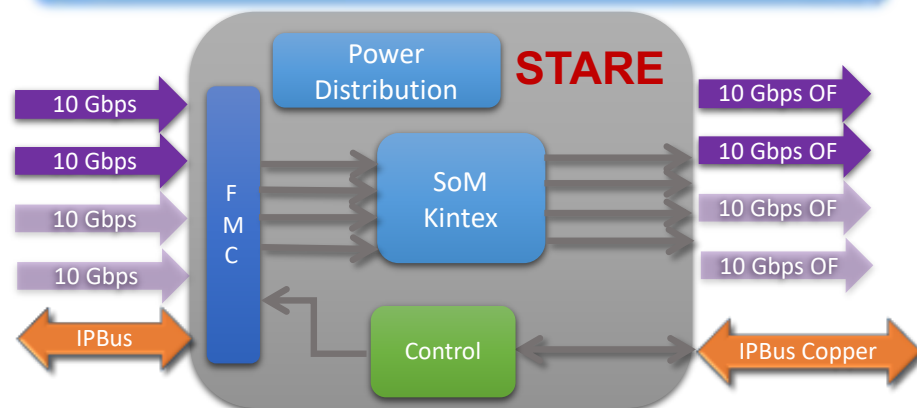 Power
Distribution
STARE
10 Gbps
10 Gbps
10 Gbps
10 Gbps
IPBus
F
M
C
SoM
Kintex
Control
10 Gbps OF
10 Gbps OF
10 Gbps OF
10 Gbps OF
IPBus Copper